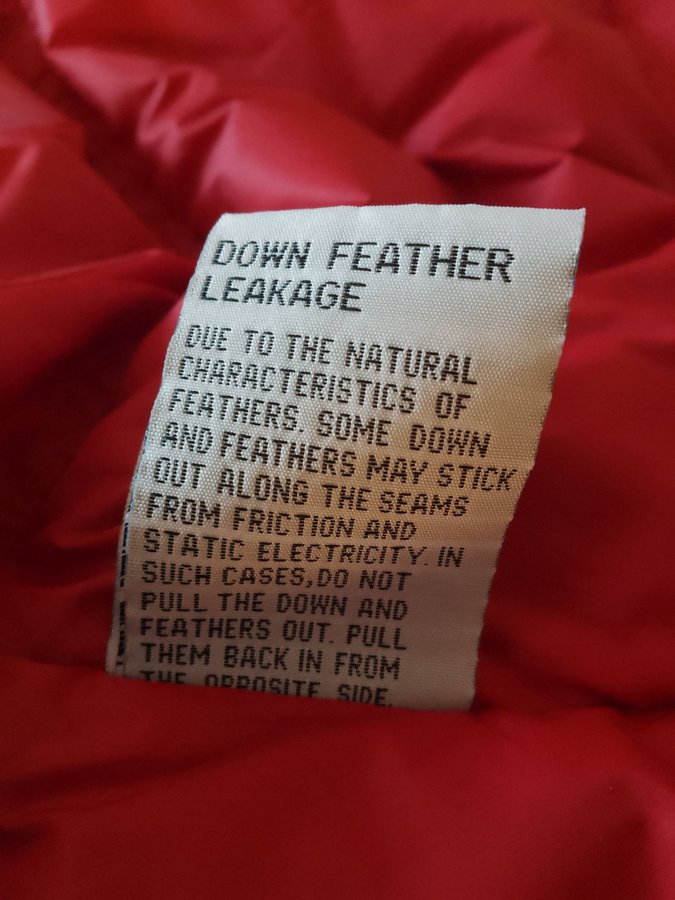 DOWN FEATHER
LEAKAGE
DUE TO THE NATURAL
CHARACTERISTICS OF
FEATHERS. SOME DOWN
AND FEATHERS MAY STICK
OUT ALONG THE SEAMS
FROM FRICTION AND
STATIC ELECTRICITY. IN
SUCH CASES,DO NOT
PULL THE DOWN AND
FEATHERS OUT. PULL
THEM BACK IN FROM
THE OPPOSITE SIDE.